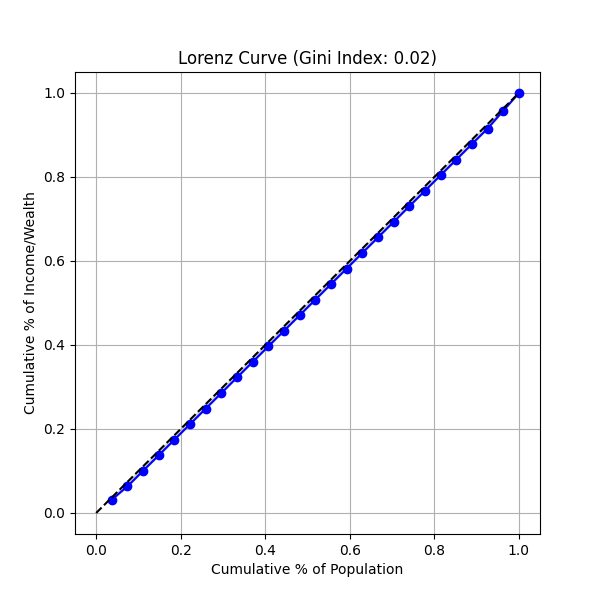 Lorenz Curve (Gini Index: 0.02)
1.0
0.8
0.6
0.4
0.2
0.0
Cumulative % of Income/Wealth
0.0 0.2 0.4 0.6 0.8 1.0
Cumulative % of Population